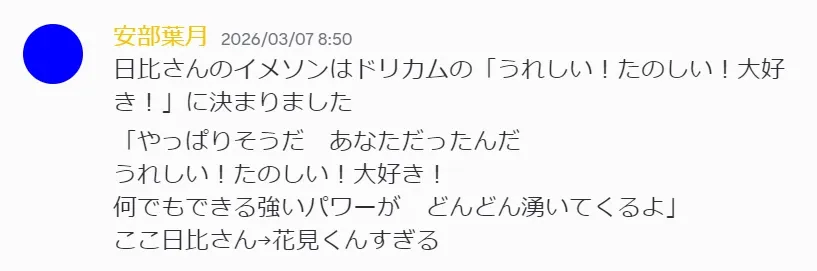 安部葉月 2026/03/07 8:50
日比さんのイメソンはドリカムの「うれしい！たのしい！大好
き！」に決まりました
「やっぱりそうだ　あなただったんだ
うれしい！たのしい！大好き！
何でもできる強いパワーが　どんどん湧いてくるよ」
ここ日比さん→花見くんすぎる